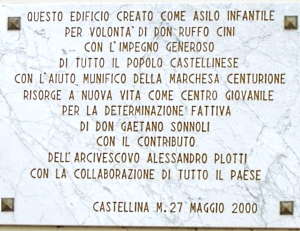 QUESTO EDIFICIO CREATO COME ASILO INFANTILE
PER VOLONTA' DI DON RUFFO CINI
CON L'IMPEGNO GENEROSO
DI TUTTO IL POPOLO CASTELLINESE
CON L'AIUTO MUNIFICO DELLA MARCHESA CENTURIONE
RISORGE A NUOVA VITA COME CENTRO GIOVANILE
PER LA DETERMINAZIONE FATTIVA
DI DON GAETANO SONNOLI
CON IL CONTRIBUTO
DELL'ARCIVESCOVO ALESSANDRO PLOTTI
CON LA COLLABORAZIONE DI TUTTO IL PAESE
CASTELLINA M. 27 MAGGIO 2000